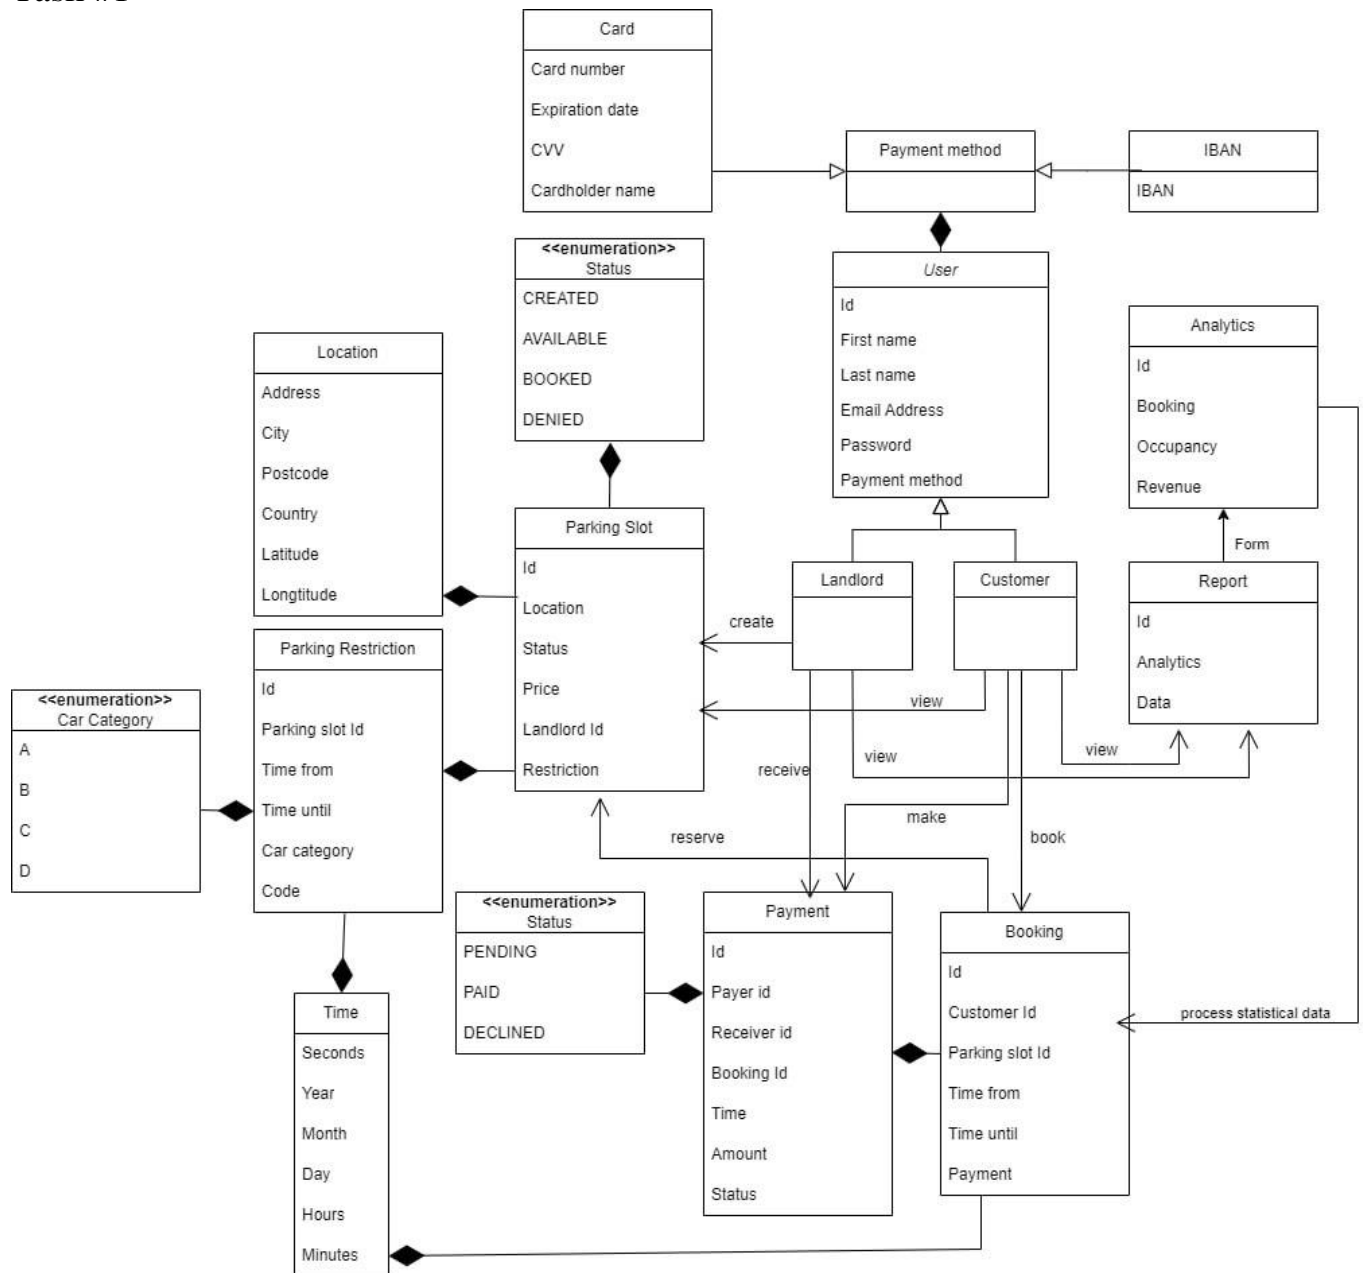 Card
Card number
Expiration date
CVV
Cardholder name
Payment method
IBAN
IBAN
<<enumeration>>
Status
CREATED
AVAILABLE
BOOKED
DENIED
User
Id
First name
Last name
Email Address
Password
Payment method
Analytics
Id
Booking
Occupancy
Revenue
Location
Address
City
Postcode
Country
Latitude
Longtitude
Parking Slot
Id
Location
Status
Price
Landlord Id
Restriction
Landlord
Customer
Form
Report
Id
Analytics
Data
create
view
view
view
receive
make
book
reserve
Parking Restriction
Id
Parking slot Id
Time from
Time until
Car category
Code
<<enumeration>>
Car Category
A
B
C
D
<<enumeration>>
Status
PENDING
PAID
DECLINED
Payment
Id
Payer id
Receiver id
Booking Id
Time
Amount
Status
Booking
Id
Customer Id
Parking slot Id
Time from
Time until
Payment
process statistical data
Time
Seconds
Year
Month
Day
Hours
Minutes